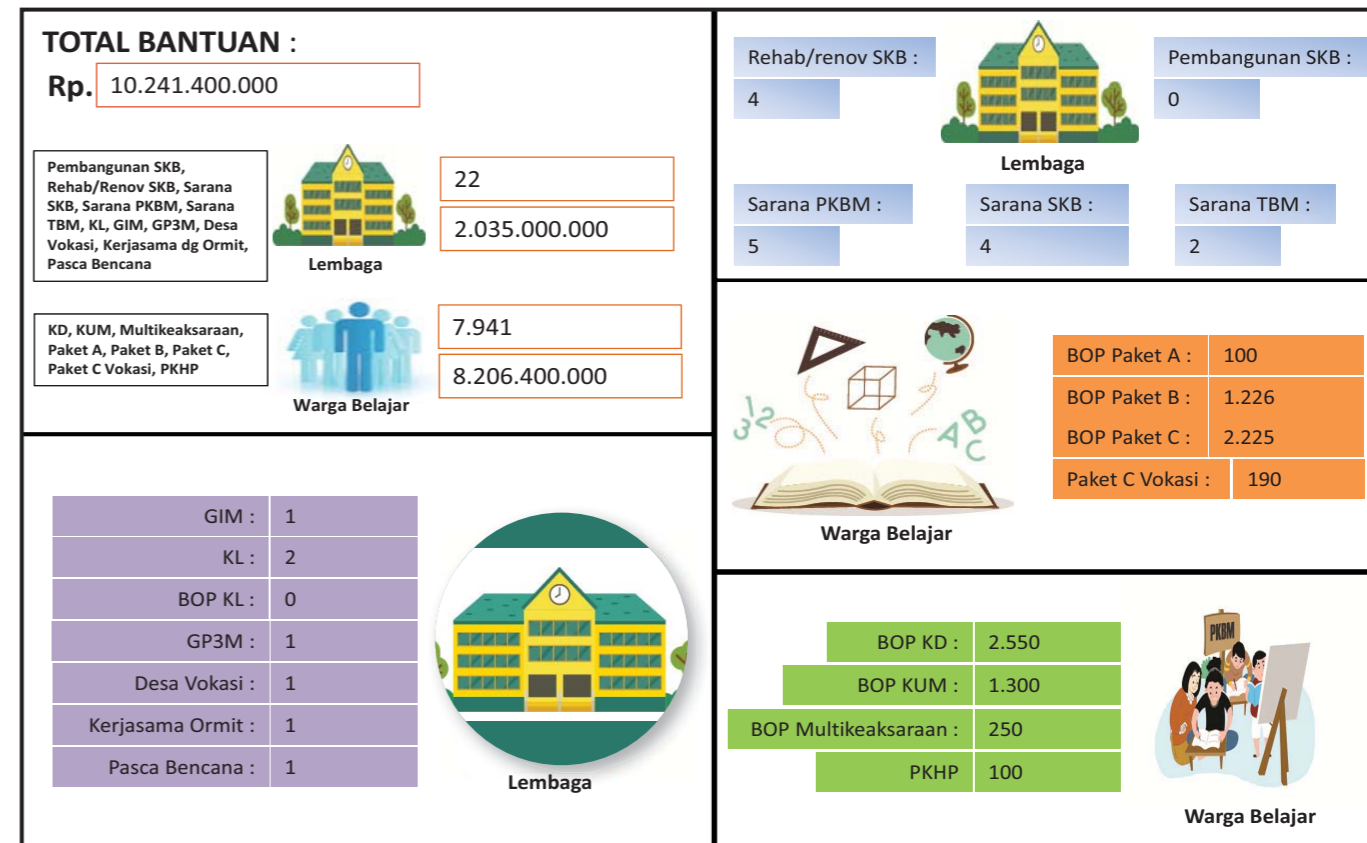 TOTAL BANTUAN :
Rp. 10.241.400.000
Pembangunan SKB,
Rehab/Renov SKB, Sarana
SKB, Sarana PKBM, Sarana
TBM, KL, GIM, GP3M, Desa
Vokasi, Kerjasama dg Ormit,
Pasca Bencana
Lembaga
22
2.035.000.000
KD, KUM, Multikeaksaraan,
Paket A, Paket B, Paket C,
Paket C Vokasi, PKHP
Warga Belajar
7.941
8.206.400.000
Rehab/renov SKB :
4
Pembangunan SKB :
0
Lembaga
Sarana PKBM :
5
Sarana SKB :
4
Sarana TBM :
2
123
ABC
Warga Belajar
BOP Paket A : 100
BOP Paket B : 1.226
BOP Paket C : 2.225
Paket C Vokasi : 190
GIM : 1
KL : 2
BOP KL : 0
GP3M : 1
Desa Vokasi : 1
Kerjasama Ormit : 1
Pasca Bencana : 1
Lembaga
BOP KD : 2.550
BOP KUM : 1.300
BOP Multikeaksaraan : 250
PKHP 100
PKBM
Warga Belajar